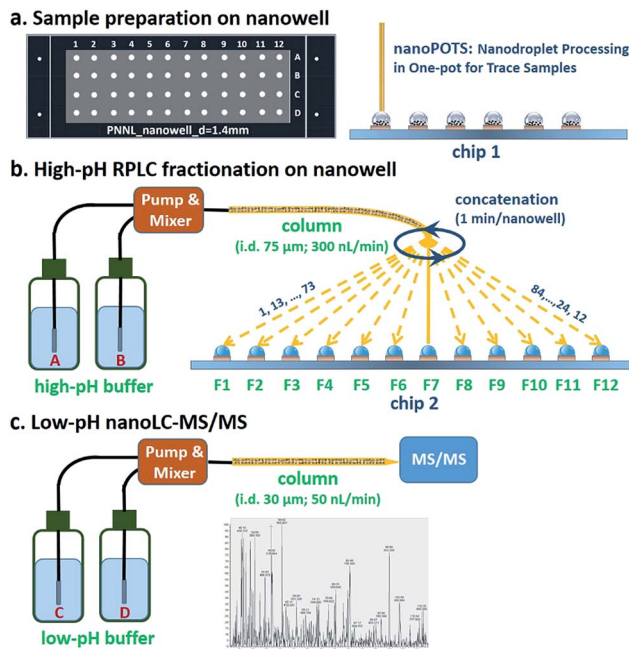 a. Sample preparation on nanowell
1 2 3 4 5 6 7 8 9 10 11 12
A
B
C
D
PNNL_nanowell_d=1.4mm
nanoPOTS: Nanodroplet Processing
in One-pot for Trace Samples
chip 1
b. High-pH RPLC fractionation on nanowell
Pump &
Mixer
column
(i.d. 75 μm; 300 nL/min)
concatenation
(1 min/nanowell)
1, 13, ..., 73
84,...,24, 12
A B
high-pH buffer
F1 F2 F3 F4 F5 F6 F7 F8 F9 F10 F11 F12
chip 2
c. Low-pH nanoLC-MS/MS
Pump &
Mixer
column
(i.d. 30 μm; 50 nL/min)
MS/MS
C D
low-pH buffer